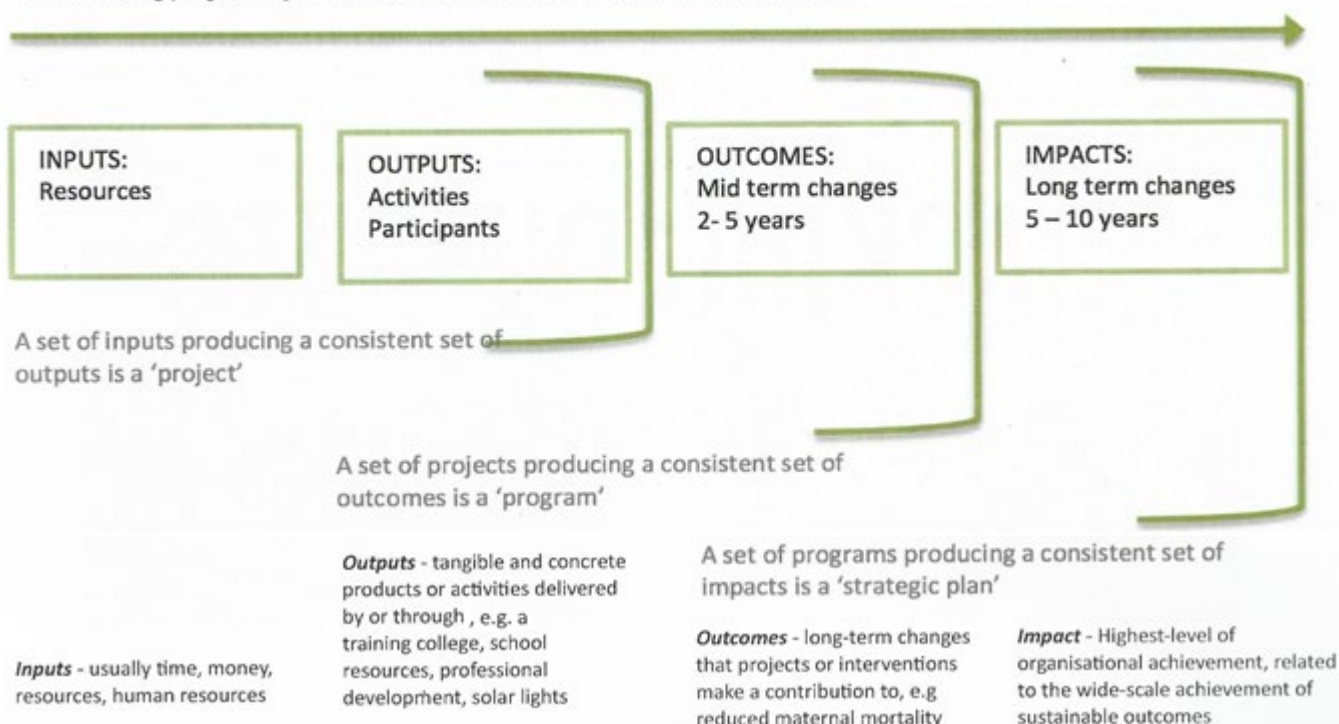 INPUTS:
Resources
OUTPUTS:
Activities
Participants
OUTCOMES:
Mid term changes
2- 5 years
IMPACTS:
Long term changes
5 – 10 years
A set of inputs producing a consistent set of
outputs is a 'project'
A set of projects producing a consistent set of
outcomes is a 'program'
A set of programs producing a consistent set of
impacts is a 'strategic plan'
Inputs - usually time, money,
resources, human resources
Outputs - tangible and concrete
products or activities delivered
by or through , e.g. a
training college, school
resources, professional
development, solar lights
Outcomes - long-term changes
that projects or interventions
make a contribution to, e.g
reduced maternal mortality
Impact - Highest-level of
organisational achievement, related
to the wide-scale achievement of
sustainable outcomes